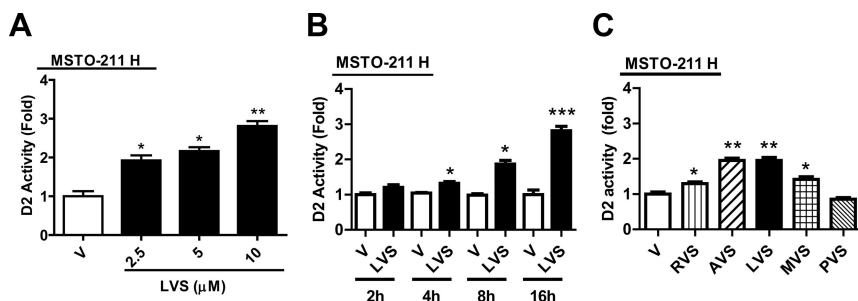 A
MSTO-211 H
D2 Activity (Fold)
4
3
2
1
0
*
*
**
V
2.5
5
10
LVS (μM)
B
MSTO-211 H
D2 Activity (Fold)
4
3
2
1
0
*
*
***
V
LVS
V
LVS
V
LVS
V
LVS
2h
4h
8h
16h
C
MSTO-211 H
D2 activity (fold)
4
3
2
1
0
*
**
**
*
V
RVS
AVS
LVS
MVS
PVS